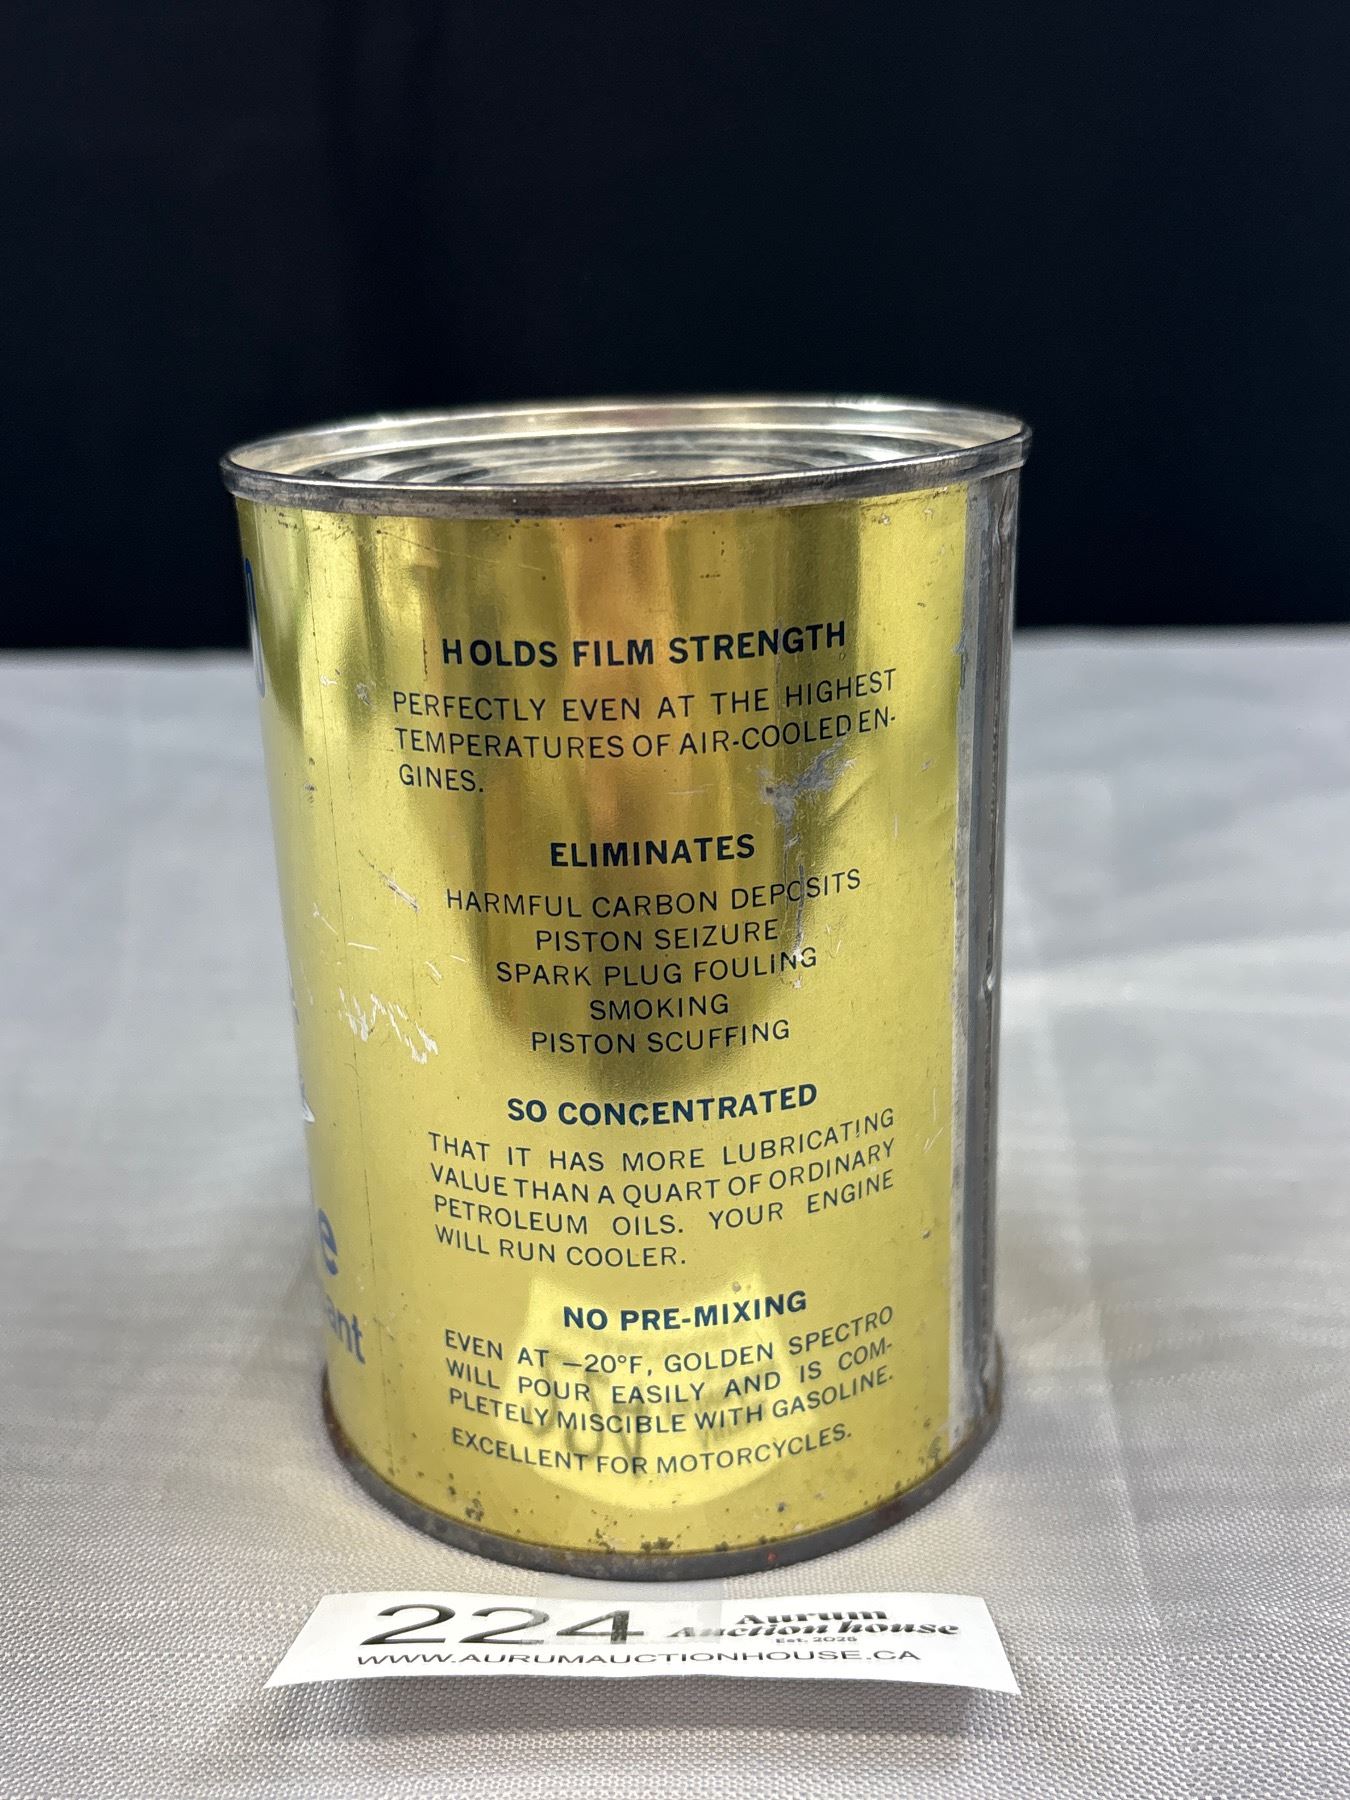 HOLDS FILM STRENGTH
PERFECTLY EVEN AT THE HIGHEST
TEMPERATURES OF AIR-COOLED EN-
GINES.
ELIMINATES
HARMFUL CARBON DEPOSITS
PISTON SEIZURE
SPARK PLUG FOULING
SMOKING
PISTON SCUFFING
SO CONCENTRATED
THAT IT HAS MORE LUBRICATING
VALUE THAN A QUART OF ORDINARY
PETROLEUM OILS. YOUR ENGINE
WILL RUN COOLER.
NO PRE-MIXING
EVEN AT –20°F, GOLDEN SPECTRO
WILL POUR EASILY AND IS COM-
PLETELY MISCIBLE WITH GASOLINE.
EXCELLENT FOR MOTORCYCLES.
224
Aurum
Auction house
WWW.AURUMAUCTIONHOUSE.CA